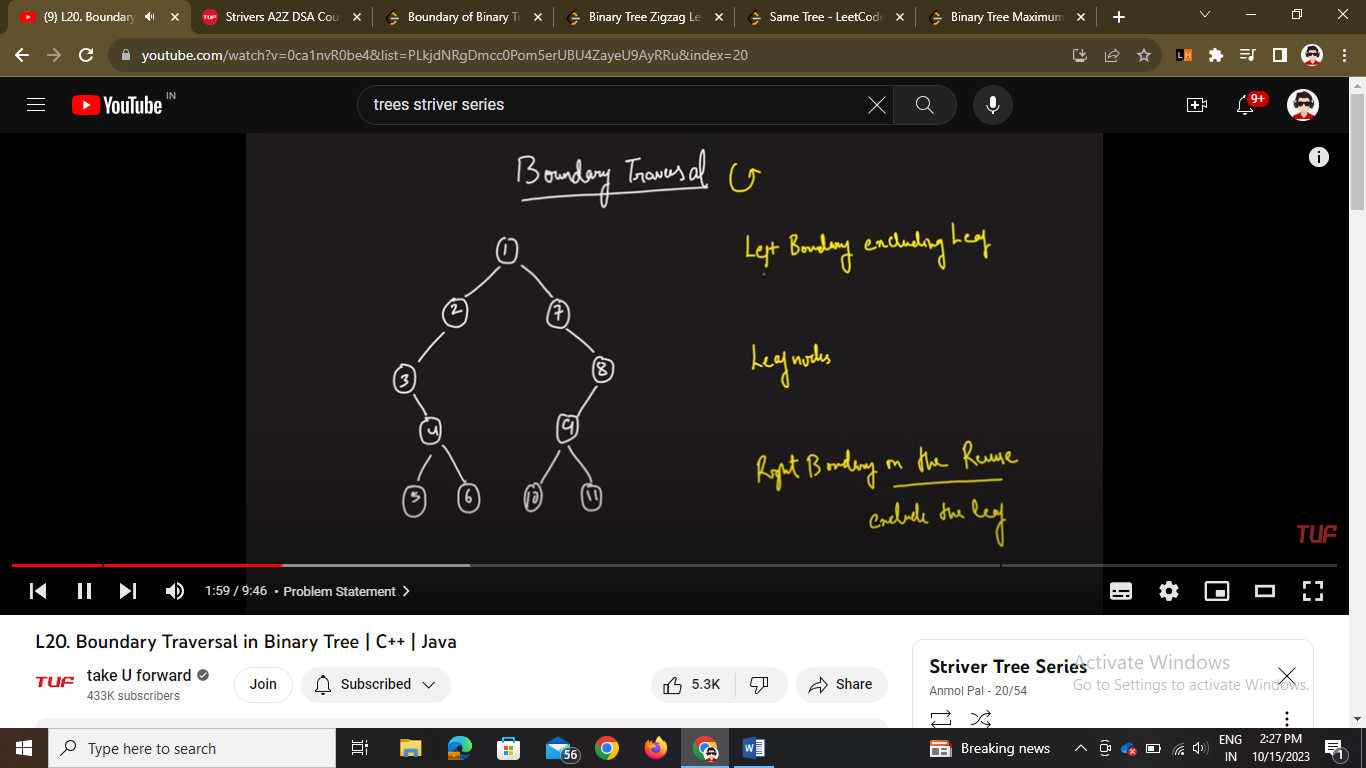 (9) L20. Boundary
Strivers A2Z DSA Cou
Boundary of Binary Tr
Binary Tree Zigzag Le
Same Tree - LeetCode
Binary Tree Maximum
youtube.com/watch?v=0ca1nvR0be4&list=PLkjdNRgDmcc0Pom5erUBU4ZayeU9AyRRu&index=20
LH
YouTube IN
trees striver series
9+
Boundary Traversal
Left Boundary excluding Leaf
1
2 7
3 8
4 9
5 6 10 11
Leaf nodes
Right Boundary on the Reverse
exclude the leaf
TUF
1:59 / 9:46 • Problem Statement
L20. Boundary Traversal in Binary Tree | C++ | Java
TUF
take U forward
433K subscribers
Join
Subscribed
5.3K
Share
Striver Tree Series
Anmol Pal - 20/54
Activate Windows
Go to Settings to activate Windows.
Type here to search
56
Breaking news
ENG
IN
2:27 PM
10/15/2023
1